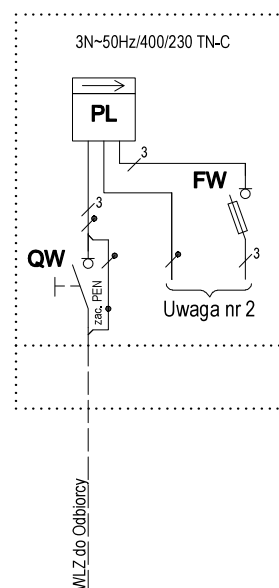 3N~50Hz/400/230 TN-C
PL
3
FW
3
3
QW
zac. PEN
3
Uwaga nr 2
WLZ do Odbiorcy